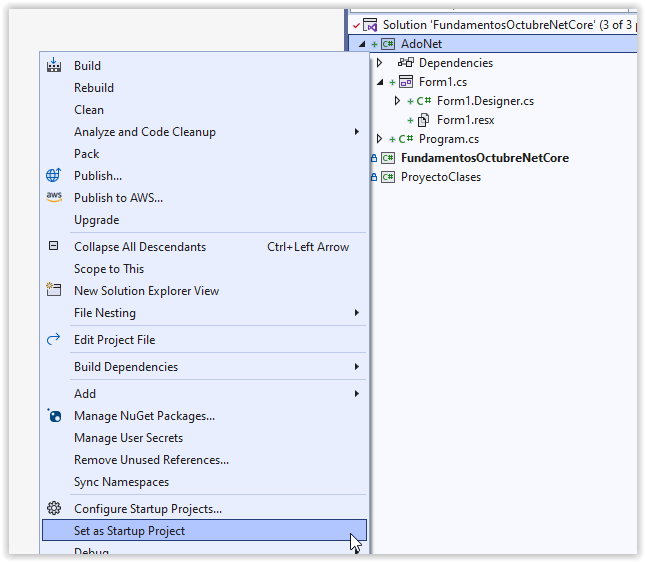 Solution 'FundamentosOctubreNetCore' (3 of 3
AdoNet
Dependencies
Form1.cs
Form1.Designer.cs
Form1.resx
Program.cs
FundamentosOctubreNetCore
ProyectoClases
Build
Rebuild
Clean
Analyze and Code Cleanup
Pack
Publish...
aws Publish to AWS...
Upgrade
Collapse All Descendants Ctrl+Left Arrow
Scope to This
New Solution Explorer View
File Nesting
Edit Project File
Build Dependencies
Add
Manage NuGet Packages...
Manage User Secrets
Remove Unused References...
Sync Namespaces
Configure Startup Projects...
Set as Startup Project
Debug